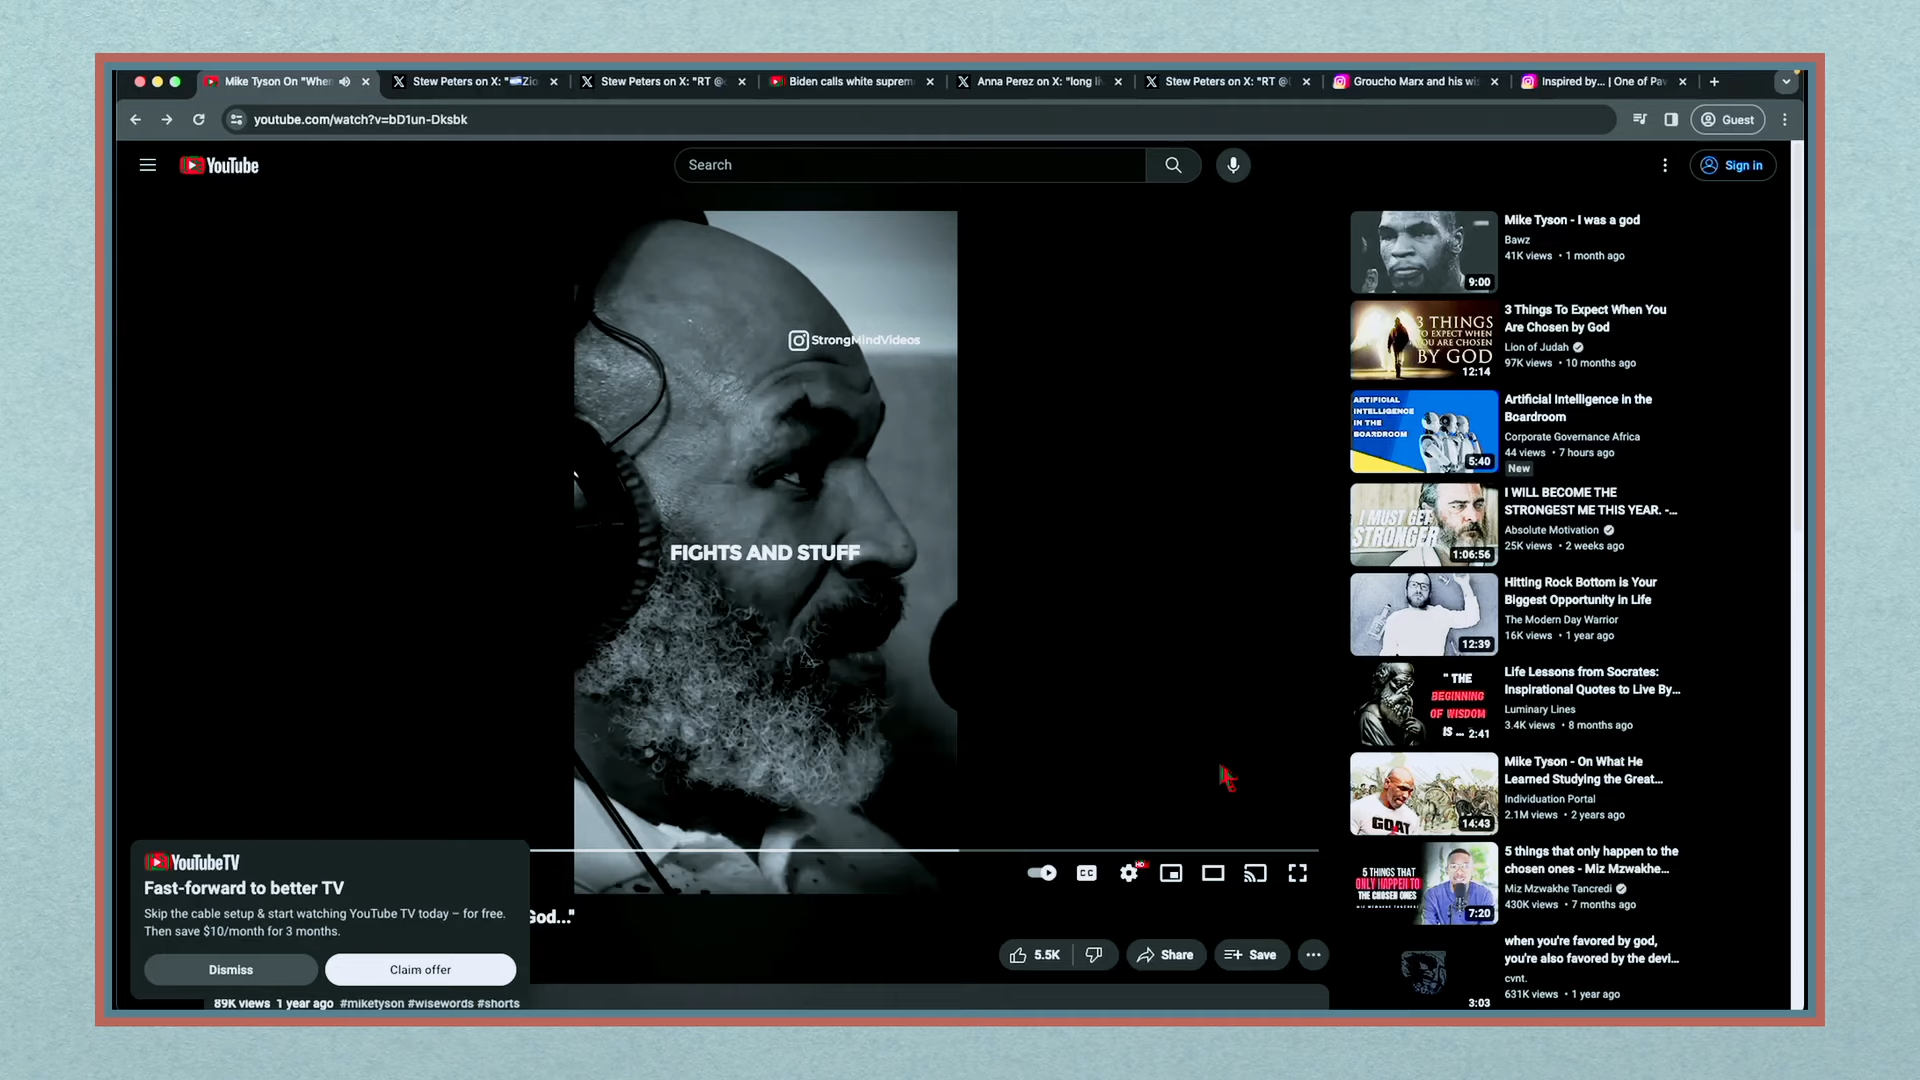 Mike Tyson On "When
Stew Peters on X: "
Stew Peters on X: "RT @
Biden calls white suprem
Anna Perez on X: "long li
Stew Peters on X: "RT @
Groucho Marx and his wi
Inspired by... | One of Pav
youtube.com/watch?v=bD1un-Dksbk
Guest
YouTube
Search
Sign in
StrongMindVideos
FIGHTS AND STUFF
Mike Tyson - I was a god
Bawz
41K views • 1 month ago
9:00
3 THINGS
TO EXPECT WHEN
YOU ARE CHOSEN
BY GOD
12:14
3 Things To Expect When You
Are Chosen by God
Lion of Judah
97K views • 10 months ago
ARTIFICIAL
INTELLIGENCE
IN THE
BOARDROOM
5:40
Artificial Intelligence in the
Boardroom
Corporate Governance Africa
44 views • 7 hours ago
New
I MUST GET
STRONGER
1:06:56
I WILL BECOME THE
STRONGEST ME THIS YEAR. -...
Absolute Motivation
25K views • 2 weeks ago
12:39
Hitting Rock Bottom is Your
Biggest Opportunity in Life
The Modern Day Warrior
16K views • 1 year ago
" THE
BEGINNING
OF WISDOM
IS ... 2:41
Life Lessons from Socrates:
Inspirational Quotes to Live By...
Luminary Lines
3.4K views • 8 months ago
GOAT
14:43
Mike Tyson - On What He
Learned Studying the Great...
Individuation Portal
2.1M views • 2 years ago
5 THINGS THAT
ONLY HAPPEN TO
THE CHOSEN ONES
MIZ MZWAKHE TANCREDI
7:20
5 things that only happen to the
chosen ones - Miz Mzwakhe...
Miz Mzwakhe Tancredi
430K views • 7 months ago
3:03
when you're favored by god,
you're also favored by the devi...
cvnt.
631K views • 1 year ago
CC
HD
YouTubeTV
Fast-forward to better TV
Skip the cable setup & start watching YouTube TV today – for free.
Then save $10/month for 3 months.
Dismiss
Claim offer
God..."
5.5K
Share
Save
89K views 1 year ago #miketyson #wisewords #shorts